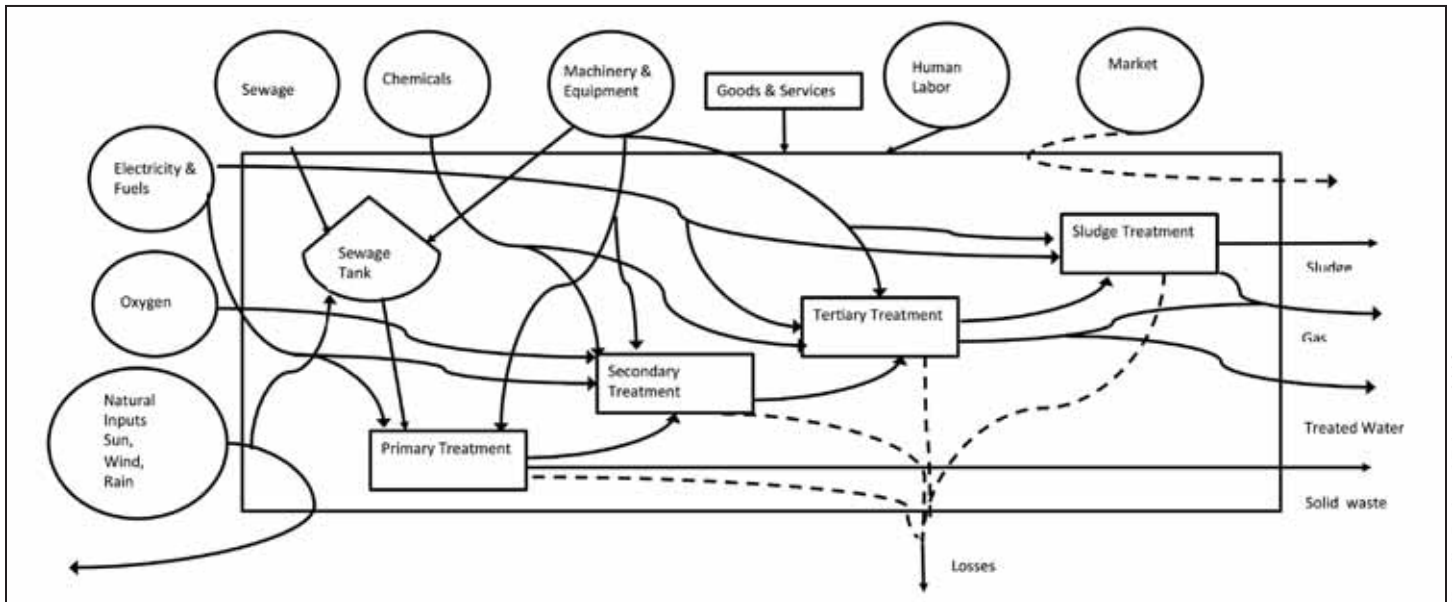 Sewage
Chemicals
Machinery &
Equipment
Goods & Services
Human
Labor
Market
Electricity &
Fuels
Sewage
Tank
Sludge Treatment
Sludge
Oxygen
Tertiary Treatment
Gas
Secondary
Treatment
Natural
Inputs
Sun,
Wind,
Rain
Primary Treatment
Treated Water
Solid waste
Losses